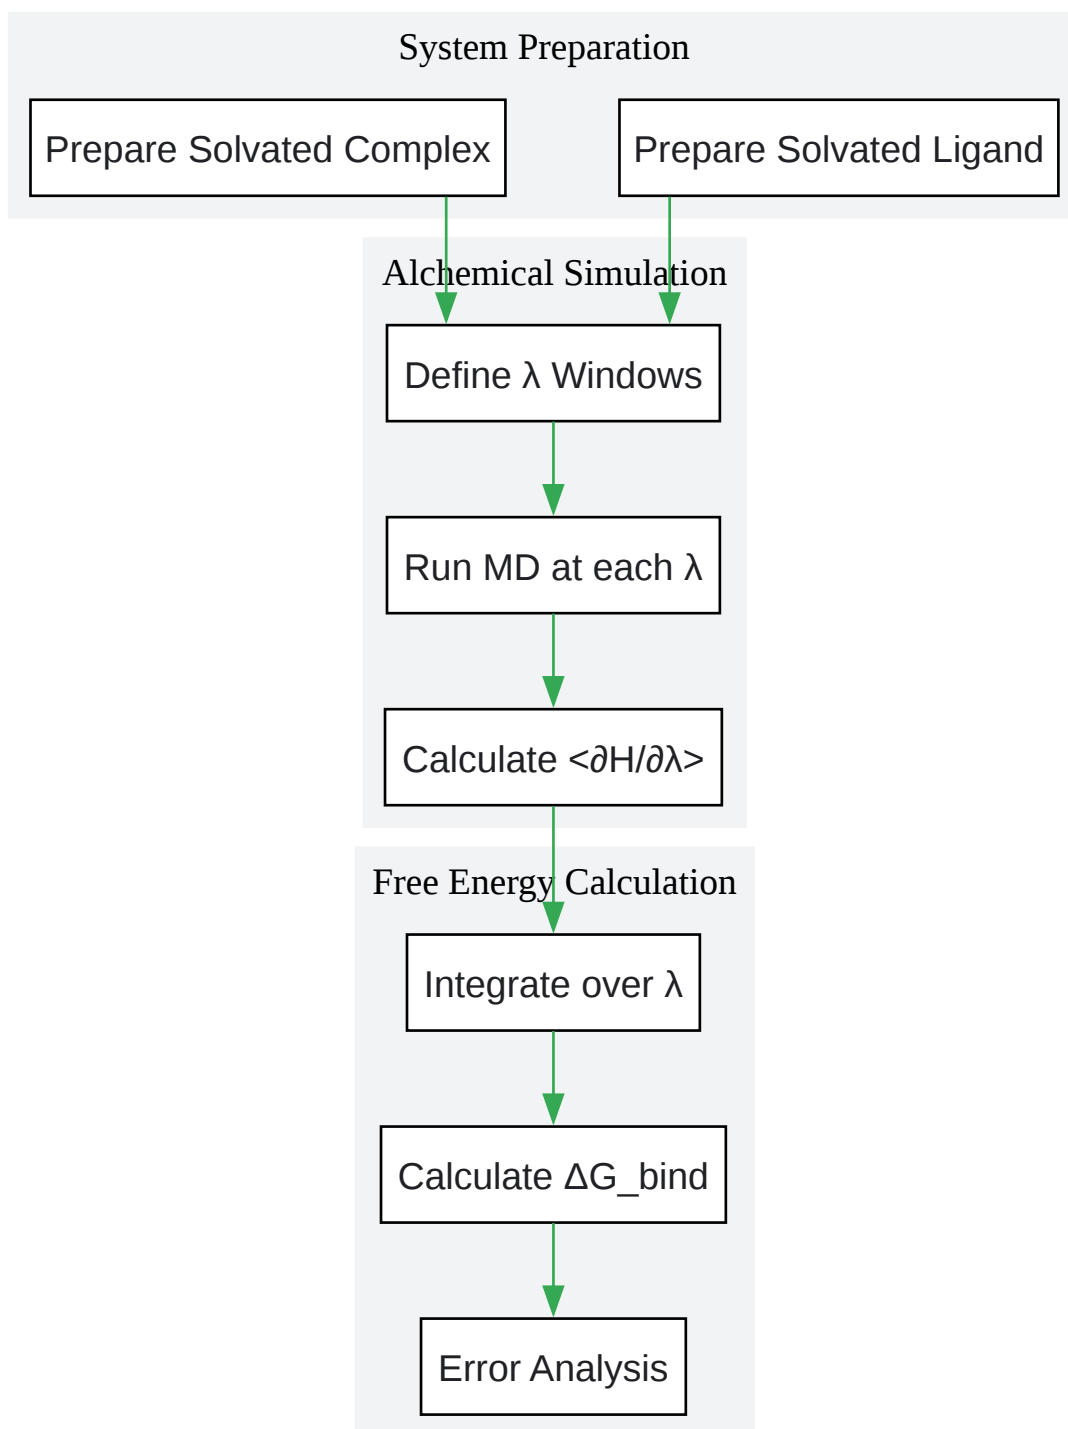 System Preparation
Prepare Solvated Complex
Prepare Solvated Ligand
Alchemical Simulation
Define λ Windows
Run MD at each λ
Calculate <∂H/∂λ>
Free Energy Calculation
Integrate over λ
Calculate ΔG_bind
Error Analysis